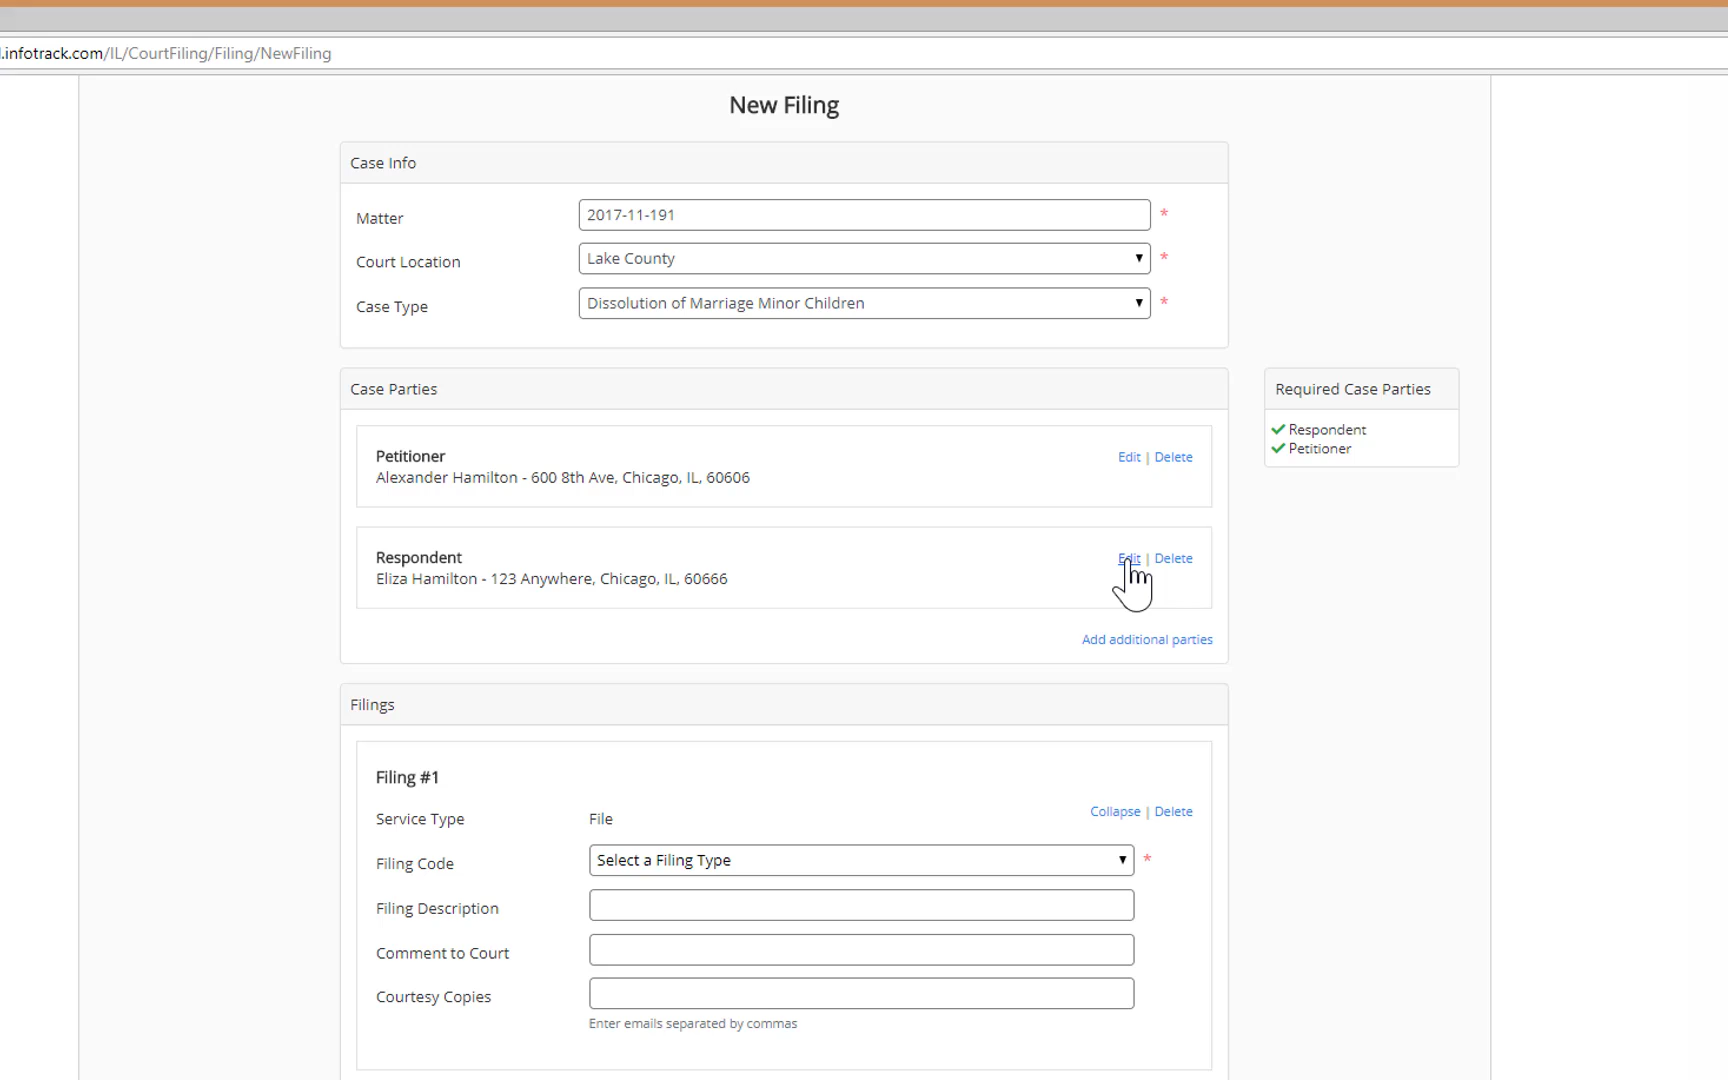 .infotrack.com/IL/CourtFiling/Filing/NewFiling
New Filing
Case Info
Matter 2017-11-191 *
Court Location Lake County *
Case Type Dissolution of Marriage Minor Children *
Case Parties
Petitioner Edit | Delete
Alexander Hamilton - 600 8th Ave, Chicago, IL, 60606
Respondent Edit | Delete
Eliza Hamilton - 123 Anywhere, Chicago, IL, 60666
Add additional parties
Required Case Parties
Respondent
Petitioner
Filings
Filing #1
Collapse | Delete
Service Type File
Filing Code Select a Filing Type *
Filing Description
Comment to Court
Courtesy Copies
Enter emails separated by commas